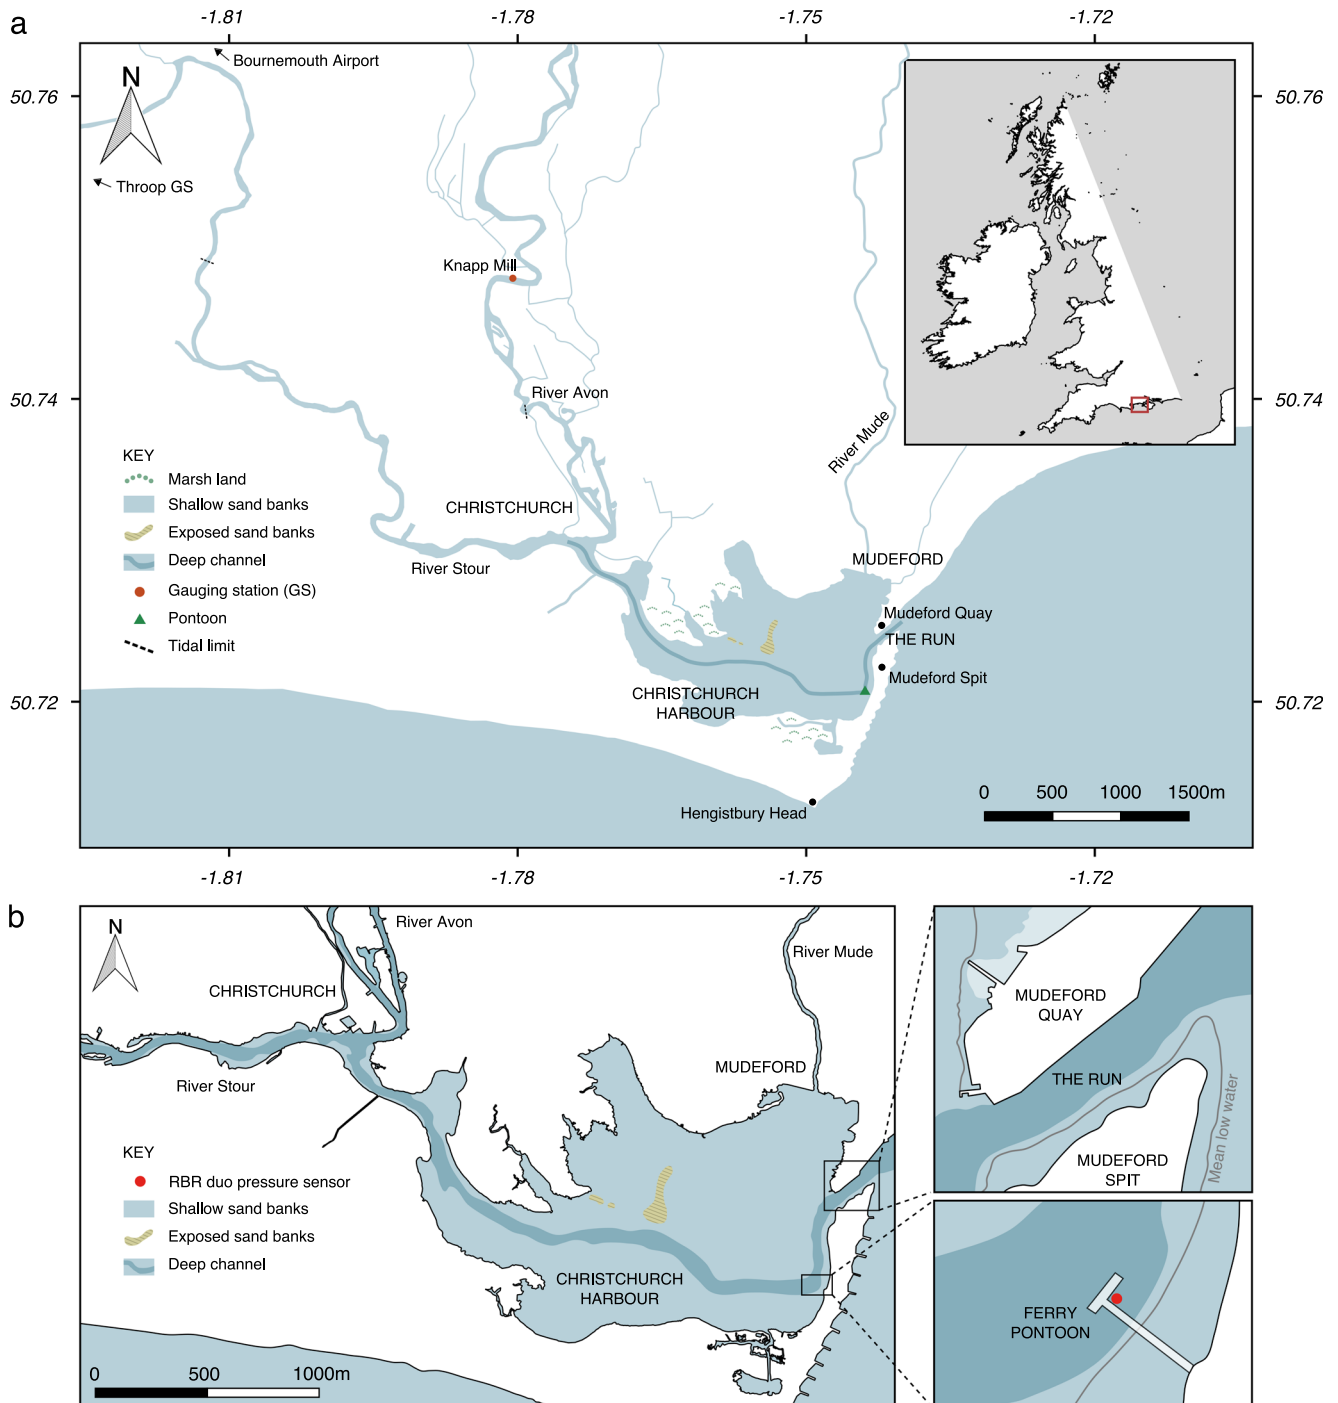 a
-1.81
-1.78
-1.75
-1.72
Bournemouth Airport
N
50.76
50.76
Throop GS
Knapp Mill
River Avon
50.74
50.74
River Mude
KEY
Marsh land
Shallow sand banks
Exposed sand banks
Deep channel
Gauging station (GS)
Pontoon
Tidal limit
CHRISTCHURCH
River Stour
MUDEFORD
Mudeford Quay
THE RUN
Mudeford Spit
CHRISTCHURCH
HARBOUR
50.72
50.72
Hengistbury Head
0
500
1000
1500m
-1.81
-1.78
-1.75
-1.72
b
N
River Avon
River Mude
CHRISTCHURCH
MUDEFORD
River Stour
KEY
RBR duo pressure sensor
Shallow sand banks
Exposed sand banks
Deep channel
CHRISTCHURCH
HARBOUR
0
500
1000m
MUDEFORD
QUAY
THE RUN
MUDEFORD
SPIT
Mean low water
FERRY
PONTOON